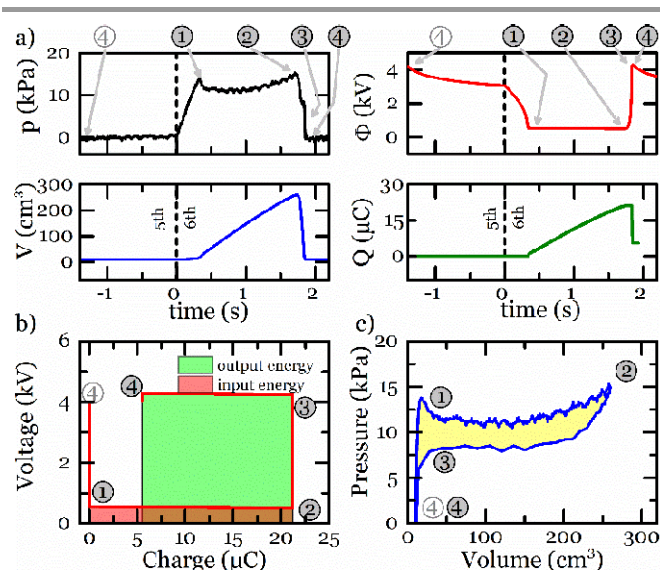 a)
④ ① ② ③ ④
④ ① ② ③ ④
20
10
0
p (kPa)
4
2
0
Φ (kV)
300
200
100
0
V (cm³)
5th
6th
30
15
0
Q (µC)
5th
6th
-1 0 1 2
time (s)
-1 0 1 2
time (s)
b)
6
4
2
0
Voltage (kV)
output energy
input energy
④ ④ ③
① ②
0 5 10 15 20 25
Charge (µC)
c)
20
15
10
5
0
Pressure (kPa)
① ②
③
④ ④
0 100 200 300
Volume (cm³)